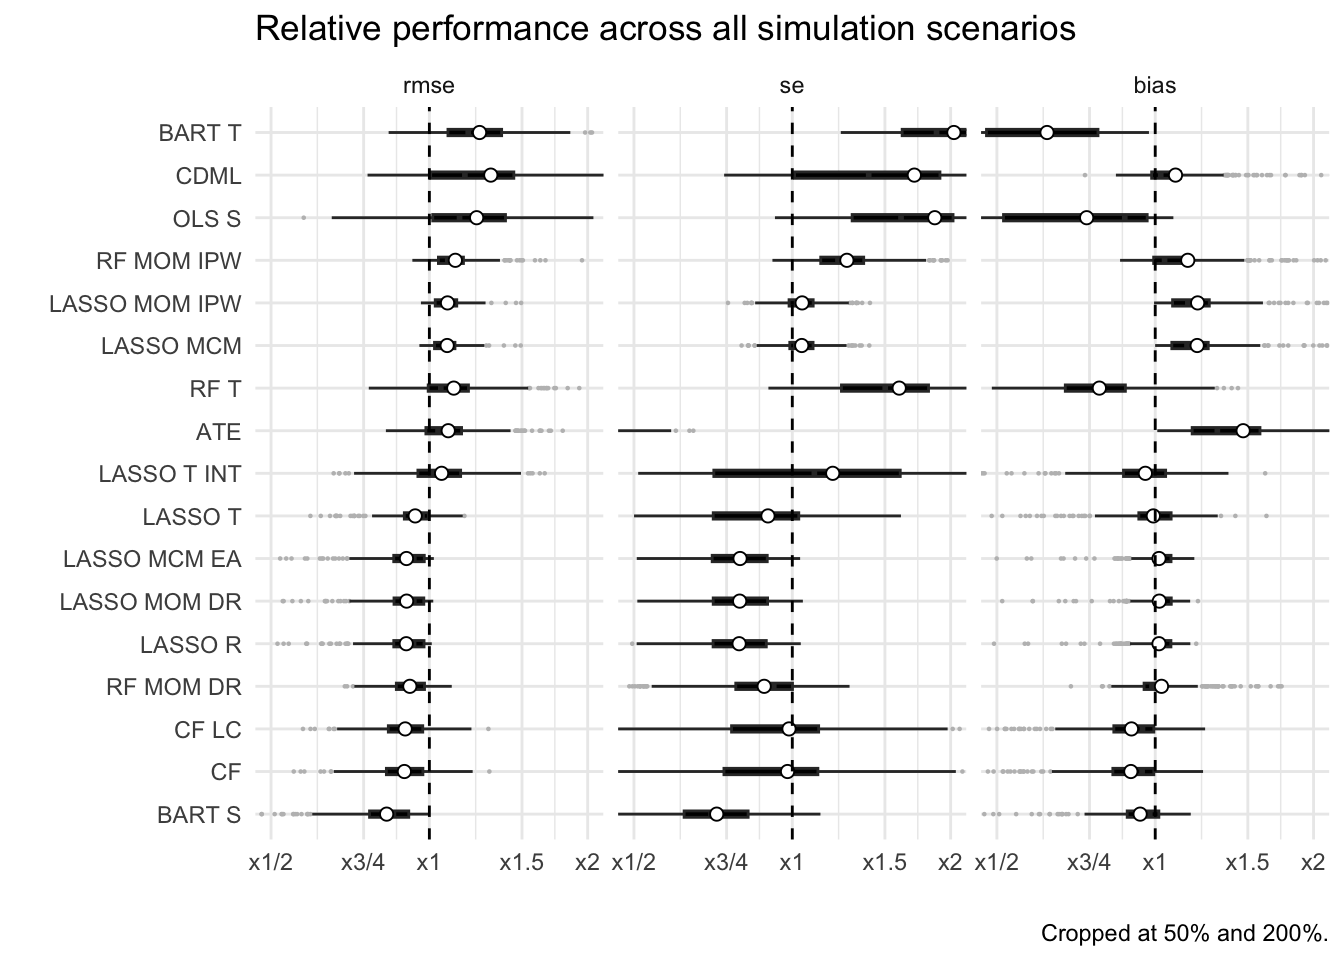 Relative performance across all simulation scenarios
rmse
se
bias
BART T
CDML
OLS S
RF MOM IPW
LASSO MOM IPW
LASSO MCM
RF T
ATE
LASSO T INT
LASSO T
LASSO MCM EA
LASSO MOM DR
LASSO R
RF MOM DR
CF LC
CF
BART S
x1/2 x3/4 x1 x1.5 x2
x1/2 x3/4 x1 x1.5 x2
x1/2 x3/4 x1 x1.5 x2
Cropped at 50% and 200%.